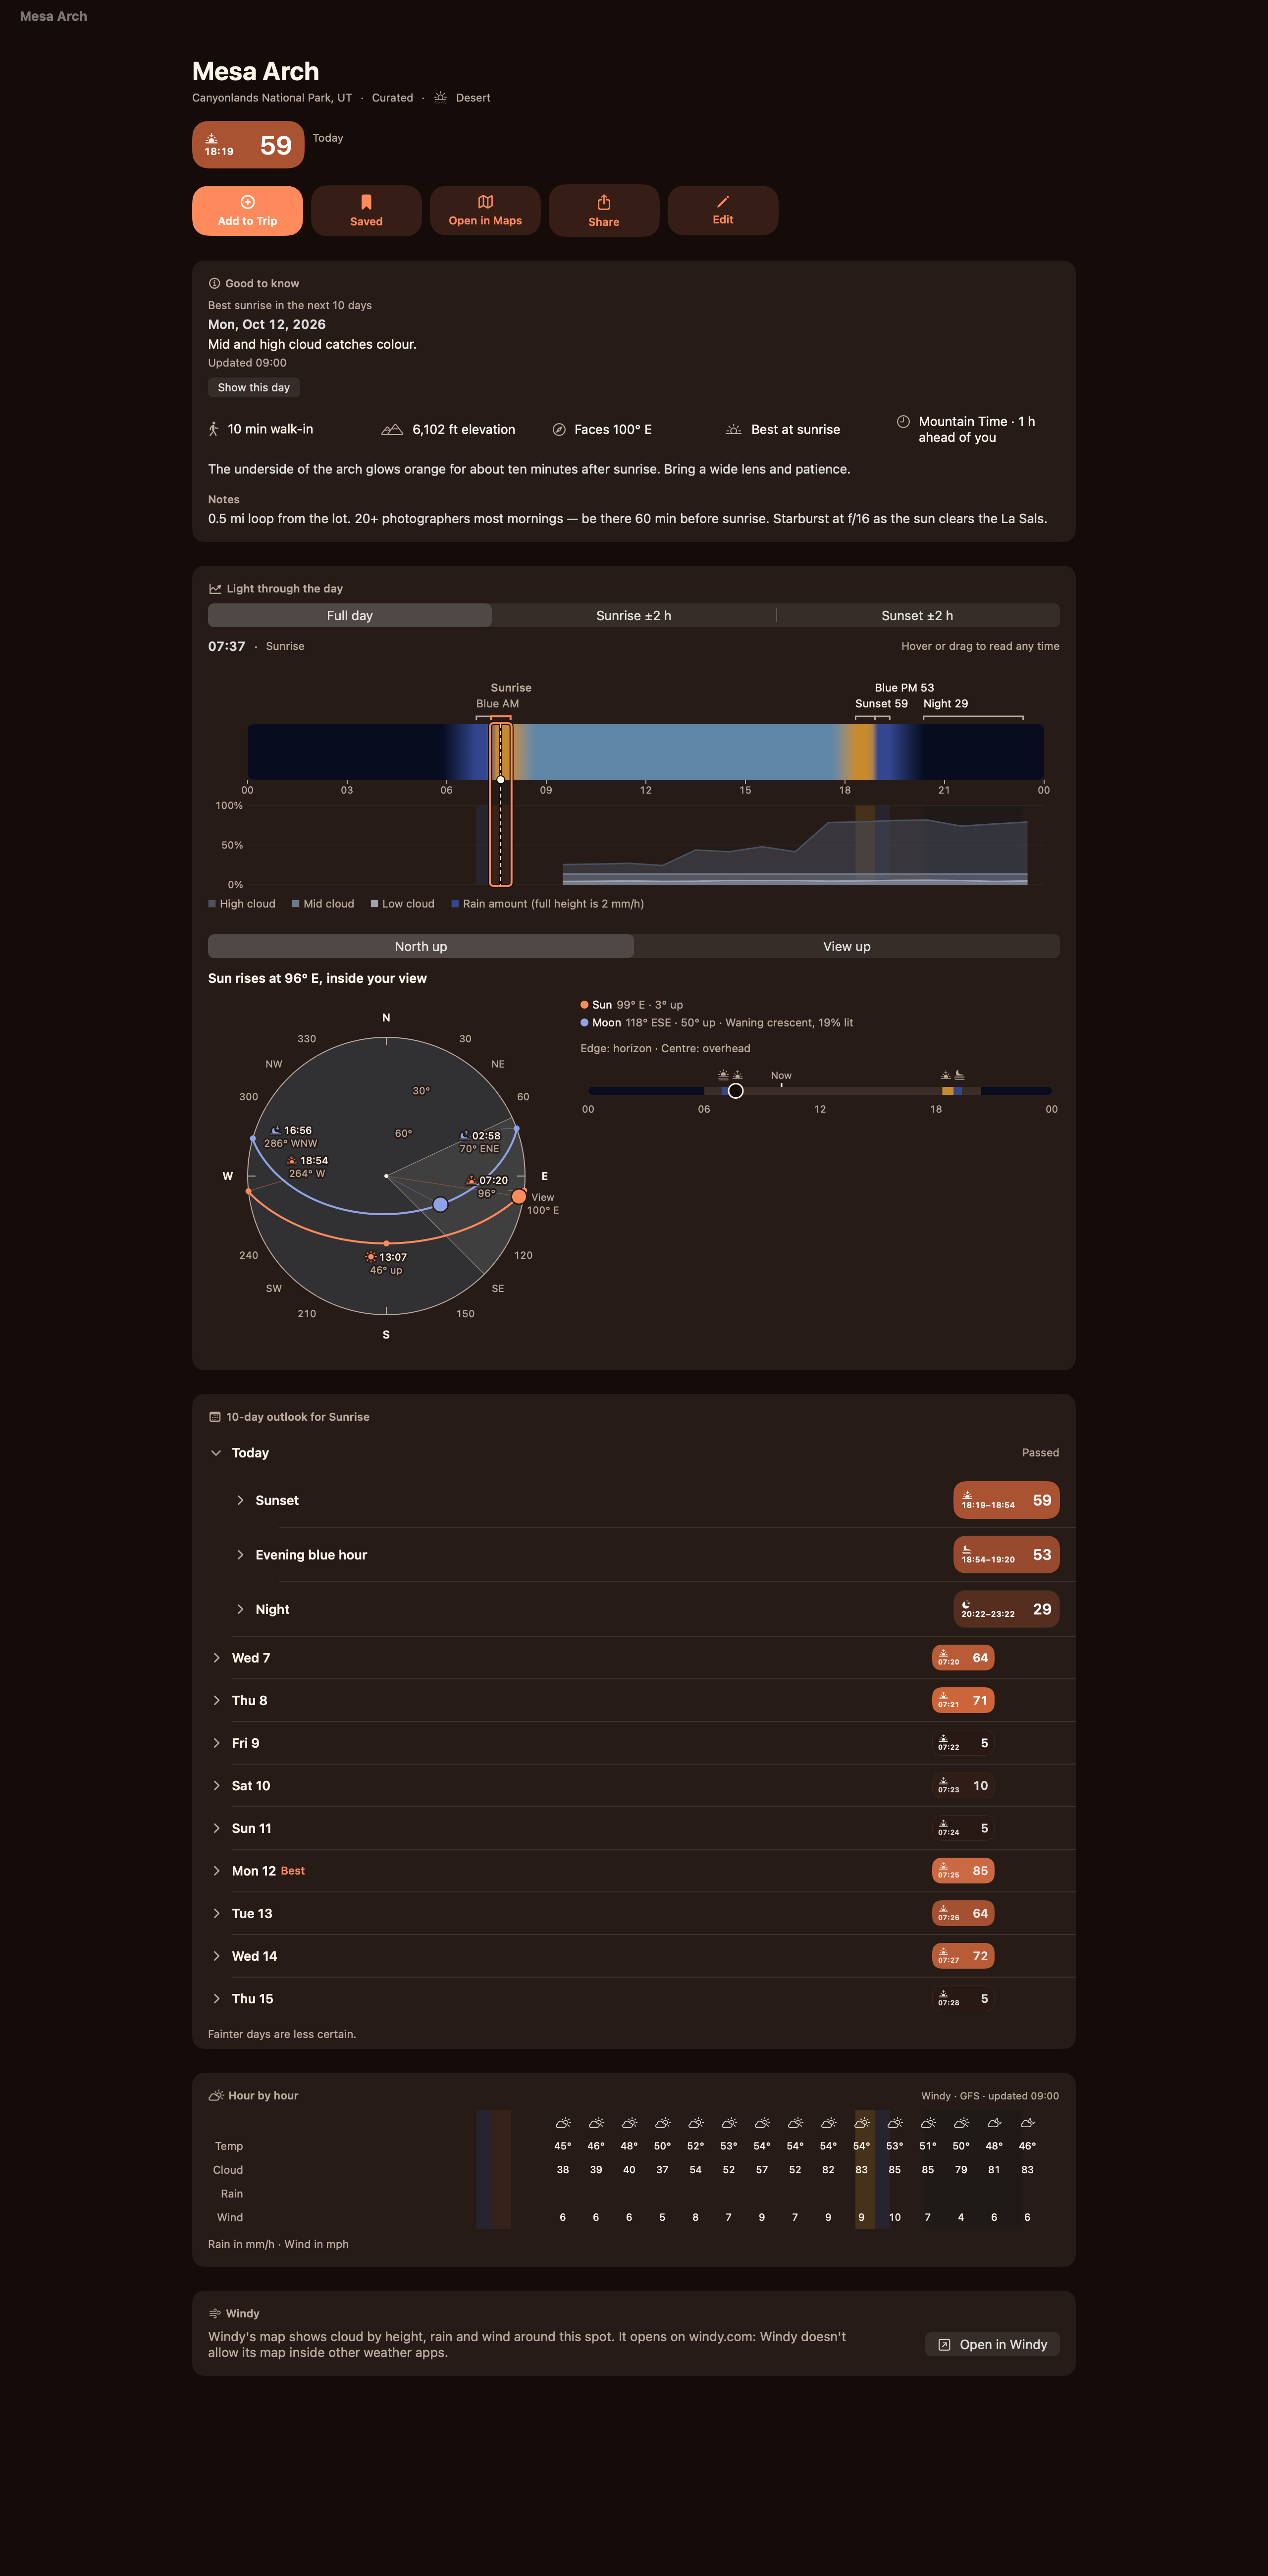 Mesa Arch
Mesa Arch
Canyonlands National Park, UT · Curated · Desert
18:19 59 Today
Add to Trip
Saved
Open in Maps
Share
Edit
Good to know
Best sunrise in the next 10 days
Mon, Oct 12, 2026
Mid and high cloud catches colour.
Updated 09:00
Show this day
10 min walk-in
6,102 ft elevation
Faces 100° E
Best at sunrise
Mountain Time · 1 h
ahead of you
The underside of the arch glows orange for about ten minutes after sunrise. Bring a wide lens and patience.
Notes
0.5 mi loop from the lot. 20+ photographers most mornings — be there 60 min before sunrise. Starburst at f/16 as the sun clears the La Sals.
Light through the day
Full day
Sunrise ±2 h
Sunset ±2 h
07:37 · Sunrise
Hover or drag to read any time
Sunrise
Blue PM 53
Blue AM
Sunset 59
Night 29
00 03 06 09 12 15 18 21 00
100%
50%
0%
High cloud
Mid cloud
Low cloud
Rain amount (full height is 2 mm/h)
North up
View up
Sun rises at 96° E, inside your view
Sun 99° E · 3° up
Moon 118° ESE · 50° up · Waning crescent, 19% lit
Edge: horizon · Centre: overhead
Now
00 06 12 18 00
N
330
30
NW
NE
300
60
30°
60°
16:56
286° WNW
02:58
70° ENE
18:54
264° W
W
E
07:20
96°
View
100° E
13:07
46° up
240
120
SW
SE
210
150
S
10-day outlook for Sunrise
Today
Passed
Sunset
18:19–18:54 59
Evening blue hour
18:54–19:20 53
Night
20:22–23:22 29
Wed 7
07:20 64
Thu 8
07:21 71
Fri 9
07:22 5
Sat 10
07:23 10
Sun 11
07:24 5
Mon 12 Best
07:25 85
Tue 13
07:26 64
Wed 14
07:27 72
Thu 15
07:28 5
Fainter days are less certain.
Hour by hour
Windy · GFS · updated 09:00
Temp 45° 46° 48° 50° 52° 53° 54° 54° 54° 54° 53° 51° 50° 48° 46°
Cloud 38 39 40 37 54 52 57 52 82 83 85 85 79 81 83
Rain
Wind 6 6 6 5 8 7 9 7 9 9 10 7 4 6 6
Rain in mm/h · Wind in mph
Windy
Windy's map shows cloud by height, rain and wind around this spot. It opens on windy.com: Windy doesn't
allow its map inside other weather apps.
Open in Windy